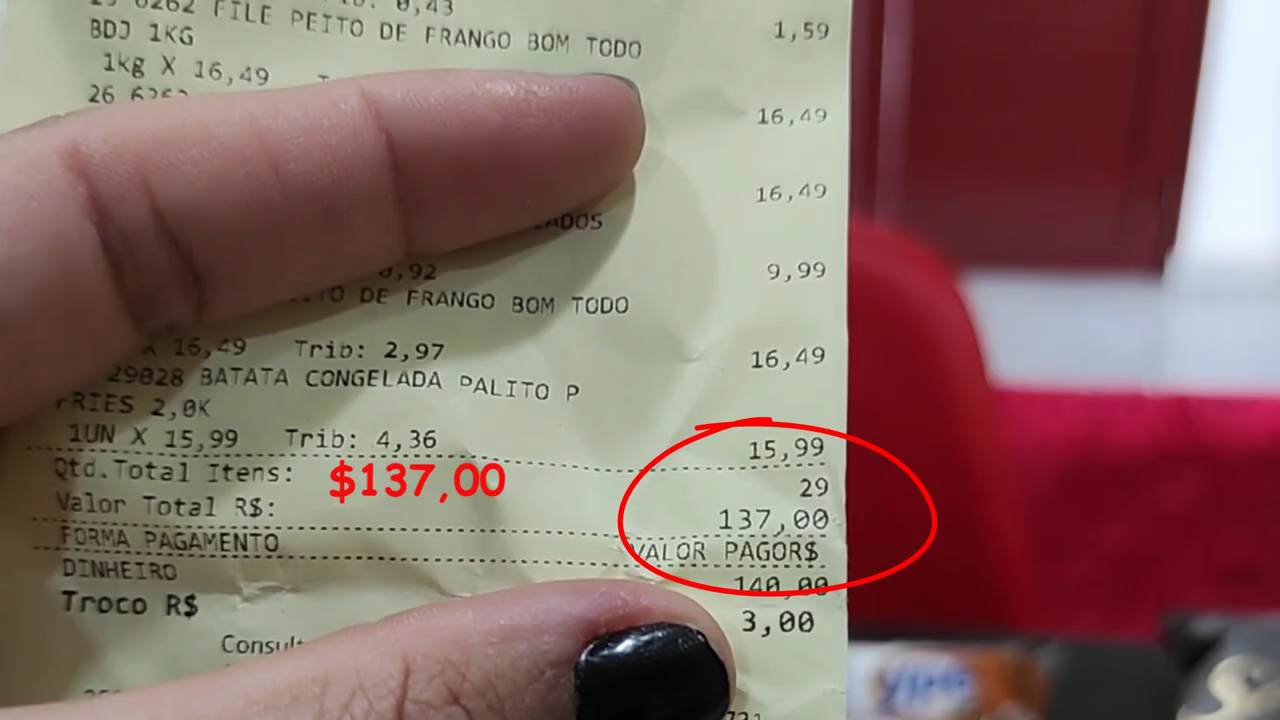 6262 FILE PEITO DE FRANGO BOM TODO
BDJ 1KG
1,59
1kg X 16,49
26
16,49
16,49
9,99
DE FRANGO BOM TODO
X 16,49 Trib: 2,97
16,49
29028 BATATA CONGELADA PALITO P
FRIES 2,0K
1UN X 15,99 Trib: 4,36
15,99
Qtd.Total Itens: 29
$137,00
Valor Total R$: 137,00
FORMA PAGAMENTO VALOR PAGOR$
DINHEIRO 140,00
Troco R$ 3,00
ypê